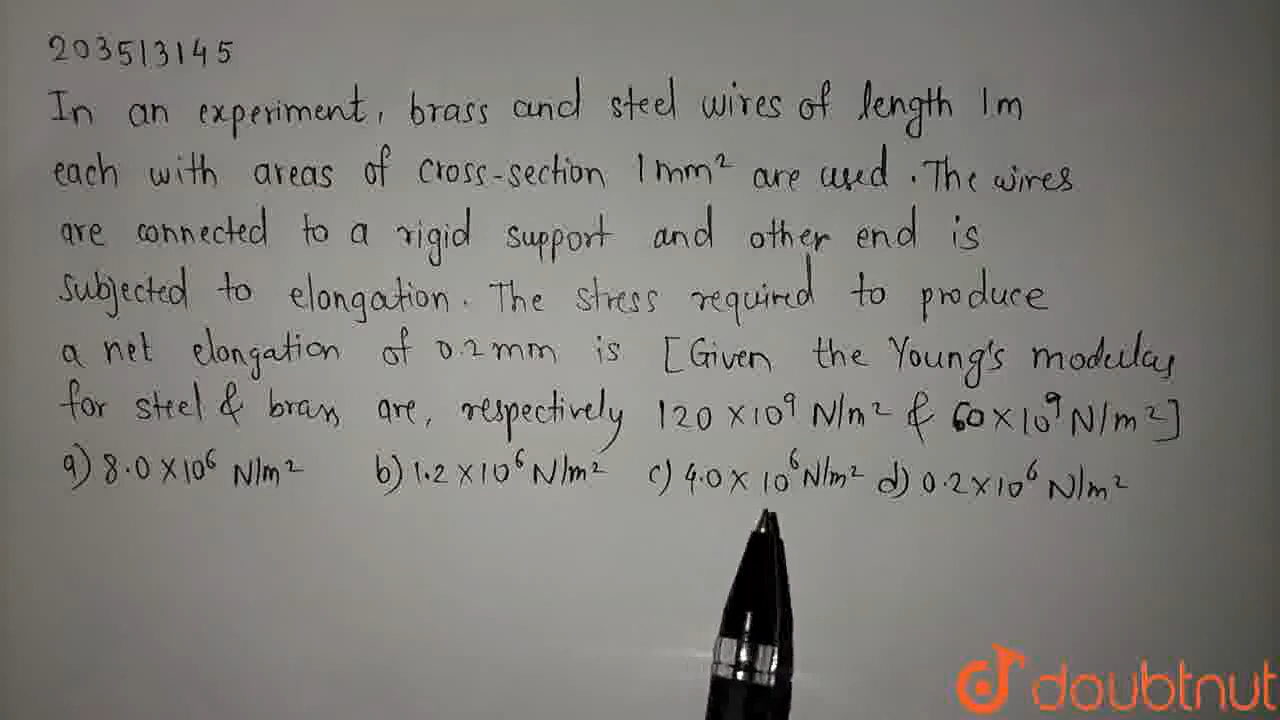 203513145
In an experiment, brass and steel wires of length 1m
each with areas of cross-section 1mm² are used. The wires
are connected to a rigid support and other end is
subjected to elongation. The stress required to produce
a net elongation of 0.2mm is [Given the Young's modulus
for steel & brass are, respectively 120 × 10⁹ N/m² & 60 × 10⁹ N/m²]
a) 8.0 × 10⁶ N/m² b) 1.2 × 10⁶ N/m² c) 4.0 × 10⁶ N/m² d) 0.2 × 10⁶ N/m²
doubtnut